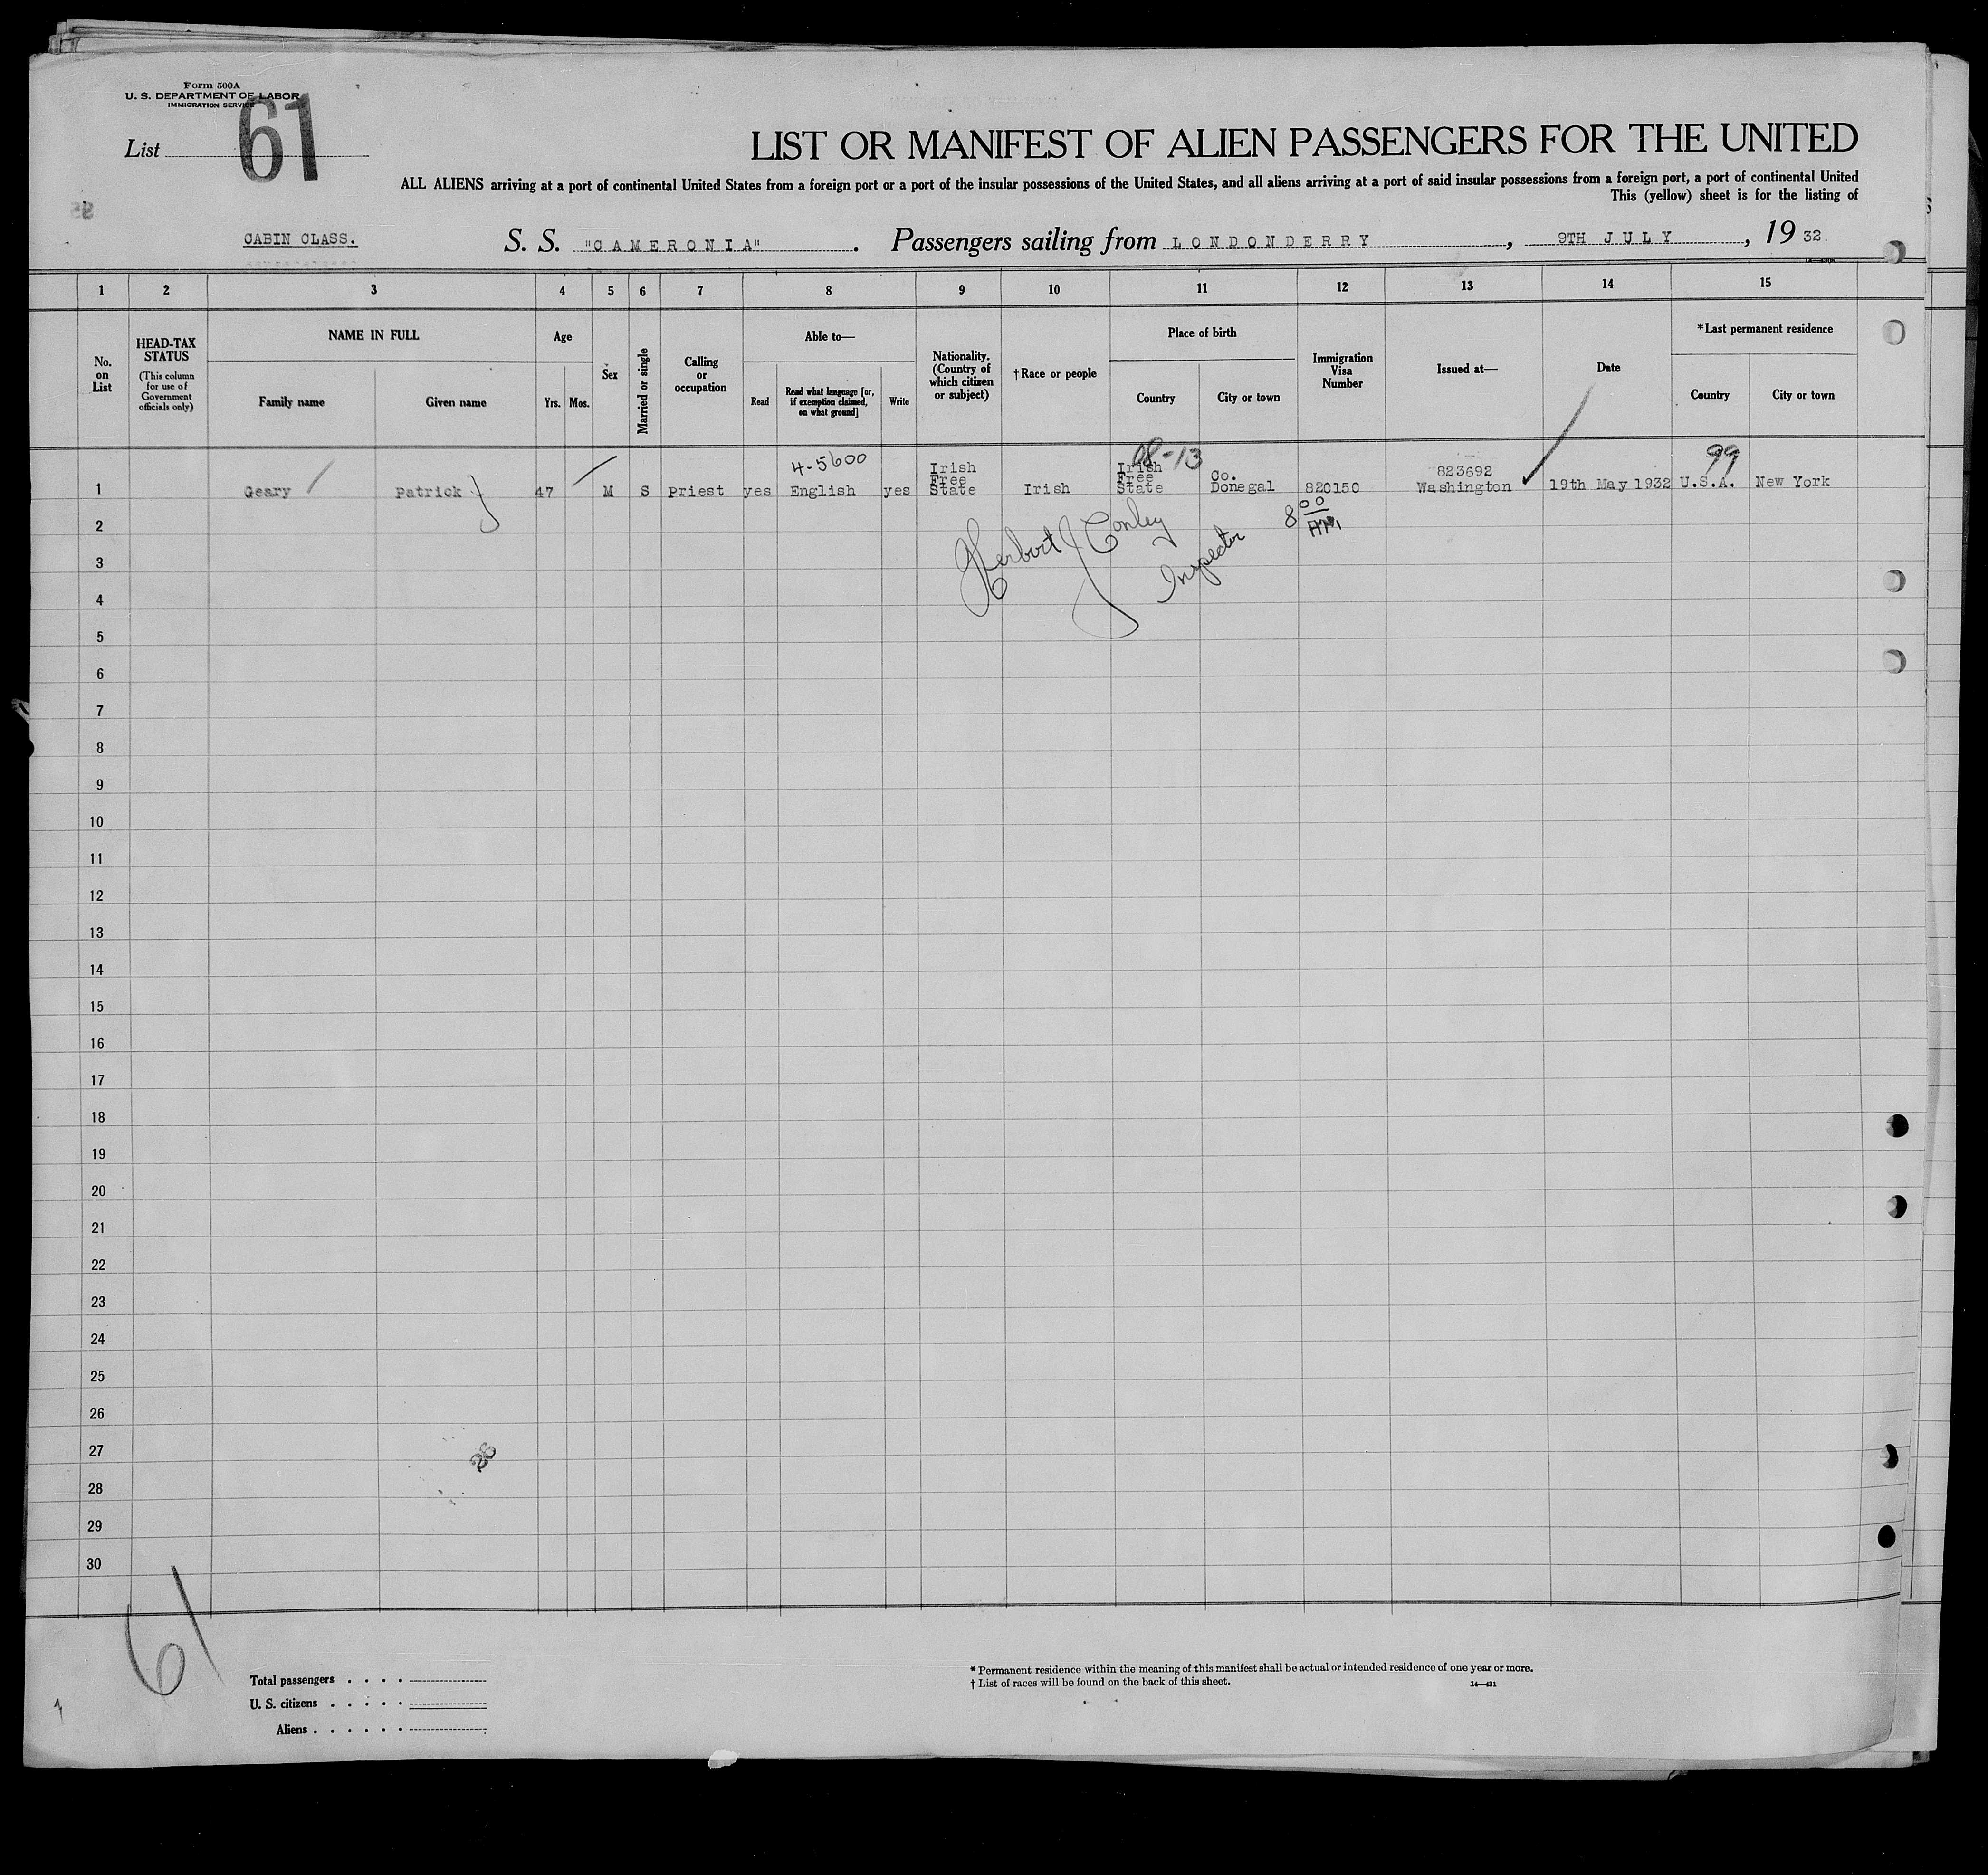 Form 500A
U. S. DEPARTMENT OF LABOR
IMMIGRATION SERVICE
List 61
LIST OR MANIFEST OF ALIEN PASSENGERS FOR THE UNITED
ALL ALIENS arriving at a port of continental United States from a foreign port or a port of the insular possessions of the United States, and all aliens arriving at a port of said insular possessions from a foreign port, a port of continental United
This (yellow) sheet is for the listing of
CABIN CLASS. S. S. "CAMERONIA". Passengers sailing from LONDONDERRY, 9TH JULY, 19 32
1 2 3 4 5 6 7 8 9 10 11 12 13 14 15
No. on List
HEAD-TAX STATUS
(This column for use of Government officials only)
NAME IN FULL
Family name Given name
Age
Yrs. Mos.
Sex
Married or single
Calling or occupation
Able to—
Read
Read what language [or, if exemption claimed, on what ground]
Write
Nationality. (Country of which citizen or subject)
† Race or people
Place of birth
Country City or town
Immigration Visa Number
Issued at—
Date
*Last permanent residence
Country City or town
4-5600 99
823692
1 Geary Patrick 47 M S Priest yes English yes Irish Free State Irish Irish Free State Co. Donegal 820150 Washington 19th May 1932 U.S.A. New York
Herbert J Conley
Inspector
8 00 AM
2
3
4
5
6
7
8
9
10
11
12
13
14
15
16
17
18
19
20
21
22
23
24
25
26
27
28
29
30
61
Total passengers . . . .
U. S. citizens . . . . .
Aliens . . . . . .
* Permanent residence within the meaning of this manifest shall be actual or intended residence of one year or more.
† List of races will be found on the back of this sheet.
14—431